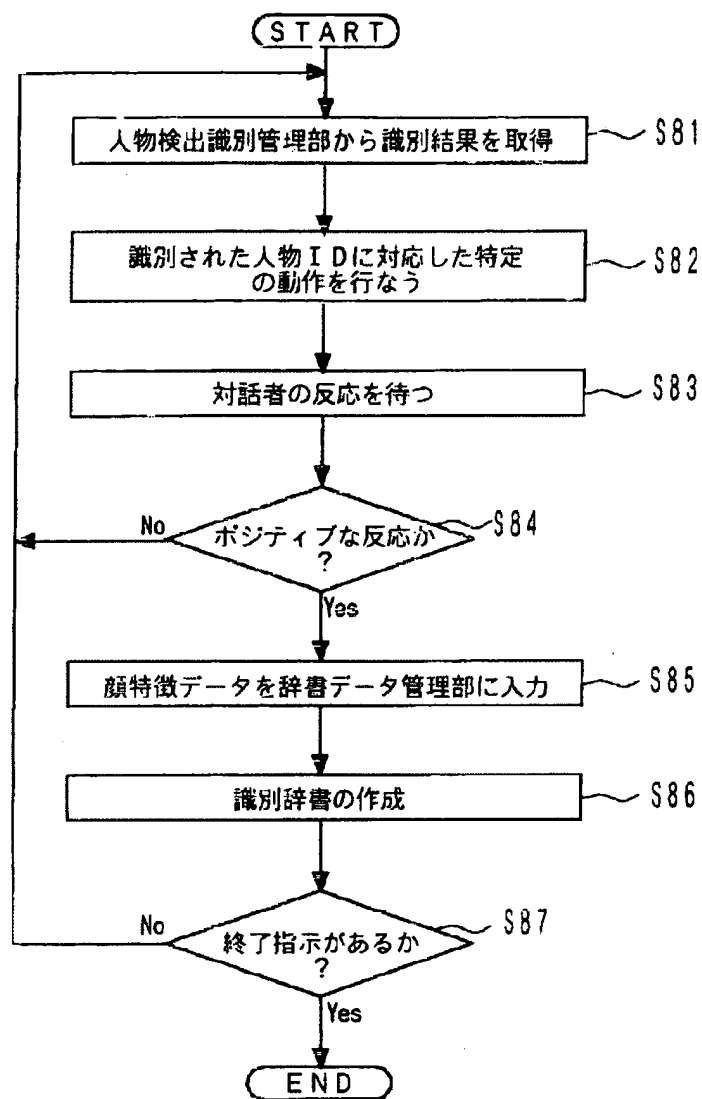 START
人物検出識別管理部から識別結果を取得
S81
識別された人物IDに対応した特定
の動作を行なう
S82
対話者の反応を待つ
S83
ポジティブな反応か
?
S84
No
Yes
顔特徴データを辞書データ管理部に入力
S85
識別辞書の作成
S86
終了指示があるか
?
S87
No
Yes
END